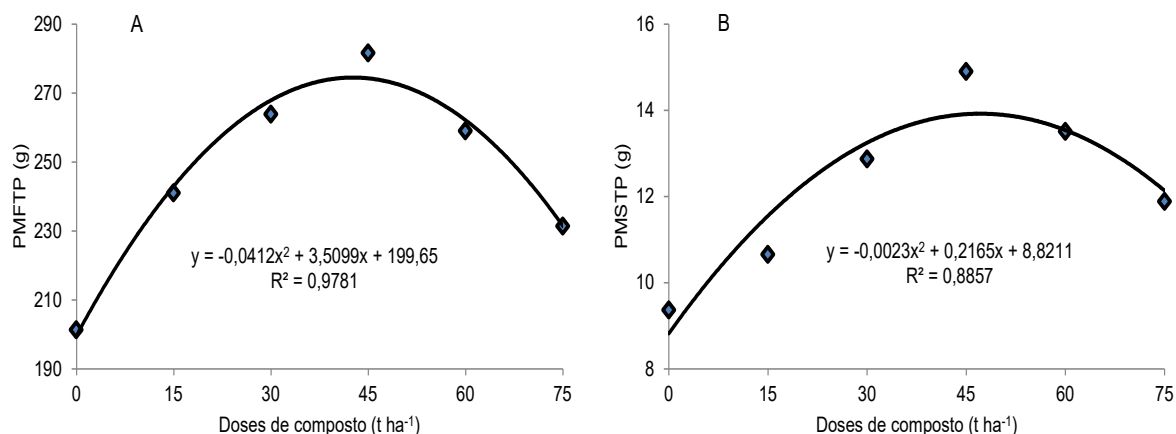 A
290
270
250
230
210
190
PMFTP (g)
y = -0,0412x² + 3,5099x + 199,65
R² = 0,9781
0 15 30 45 60 75
Doses de composto (t ha⁻¹)
B
16
14
12
10
8
PMSTP (g)
y = -0,0023x² + 0,2165x + 8,8211
R² = 0,8857
0 15 30 45 60 75
Doses de composto (t ha⁻¹)